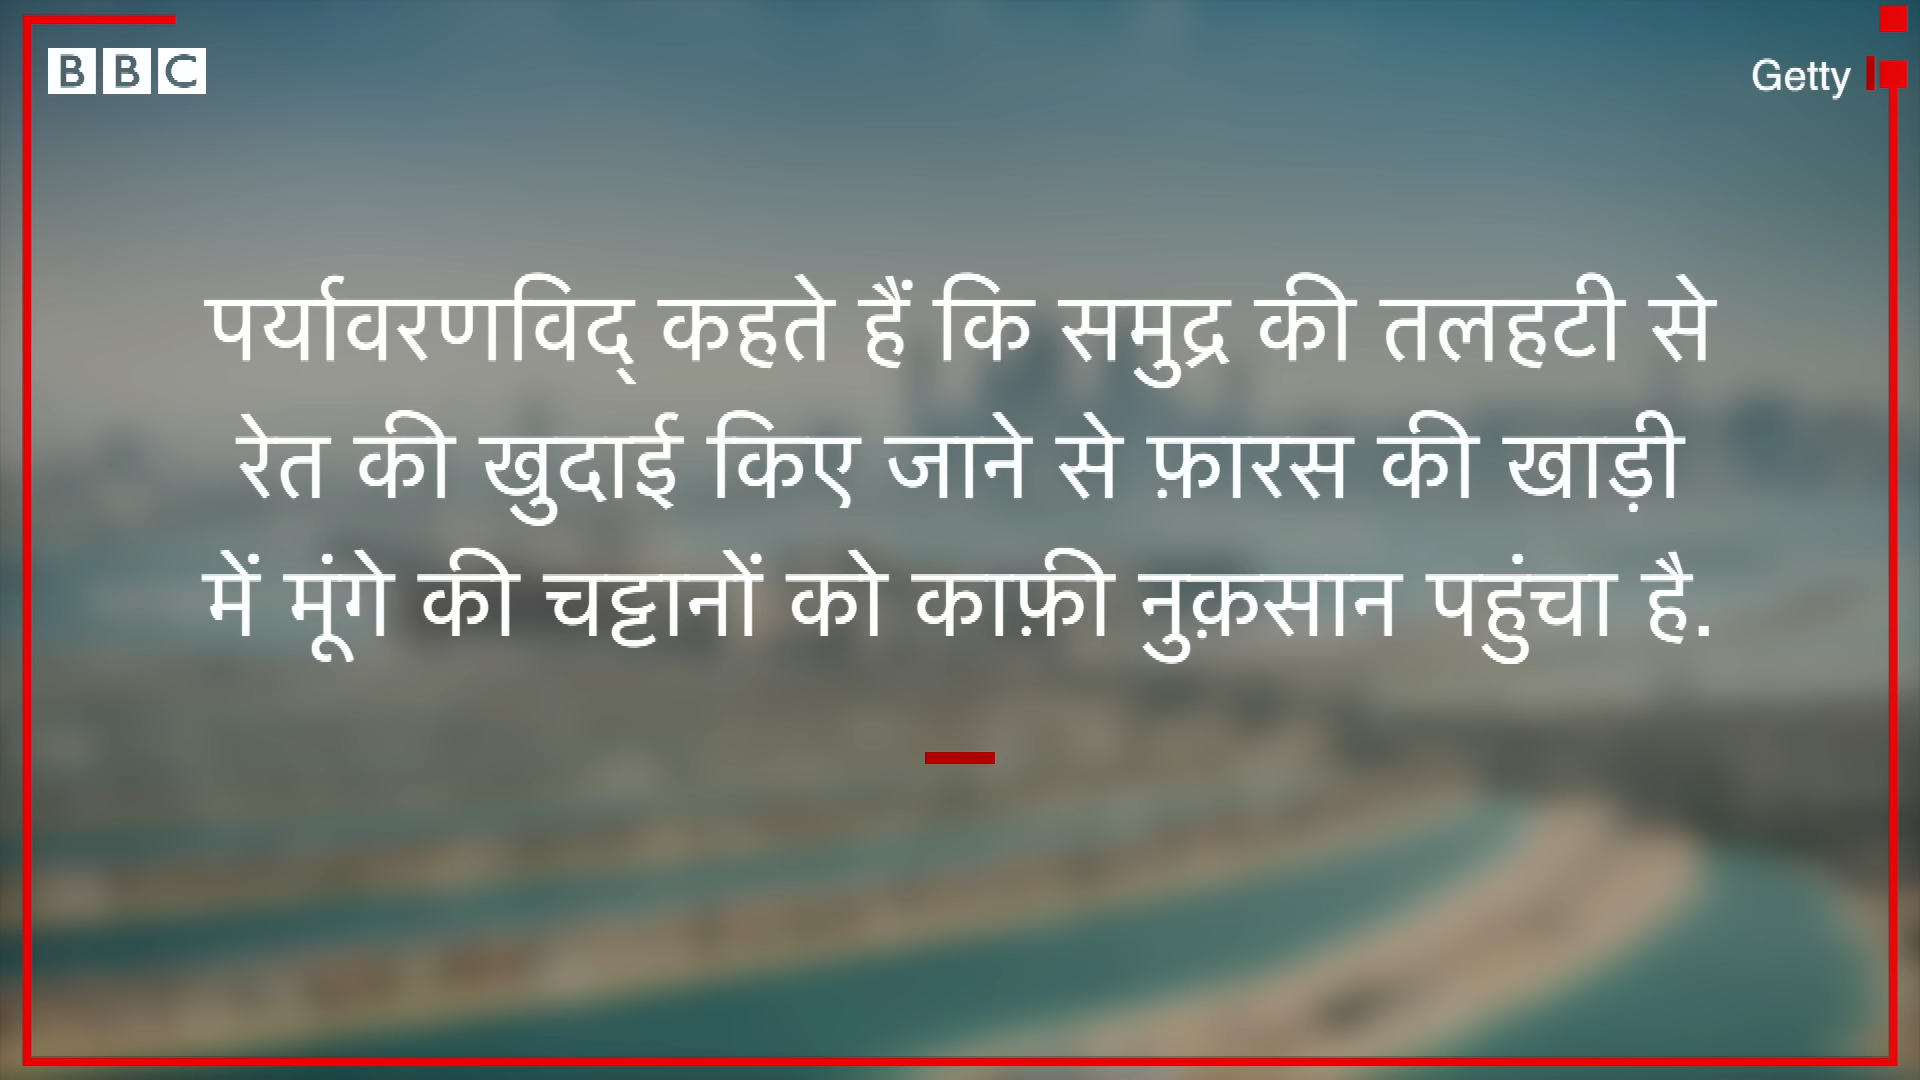 BBC
Getty
पर्यावरणविद् कहते हैं कि समुद्र की तलहटी से
रेत की खुदाई किए जाने से फ़ारस की खाड़ी
में मूंगे की चट्टानों को काफ़ी नुक़सान पहुंचा है.